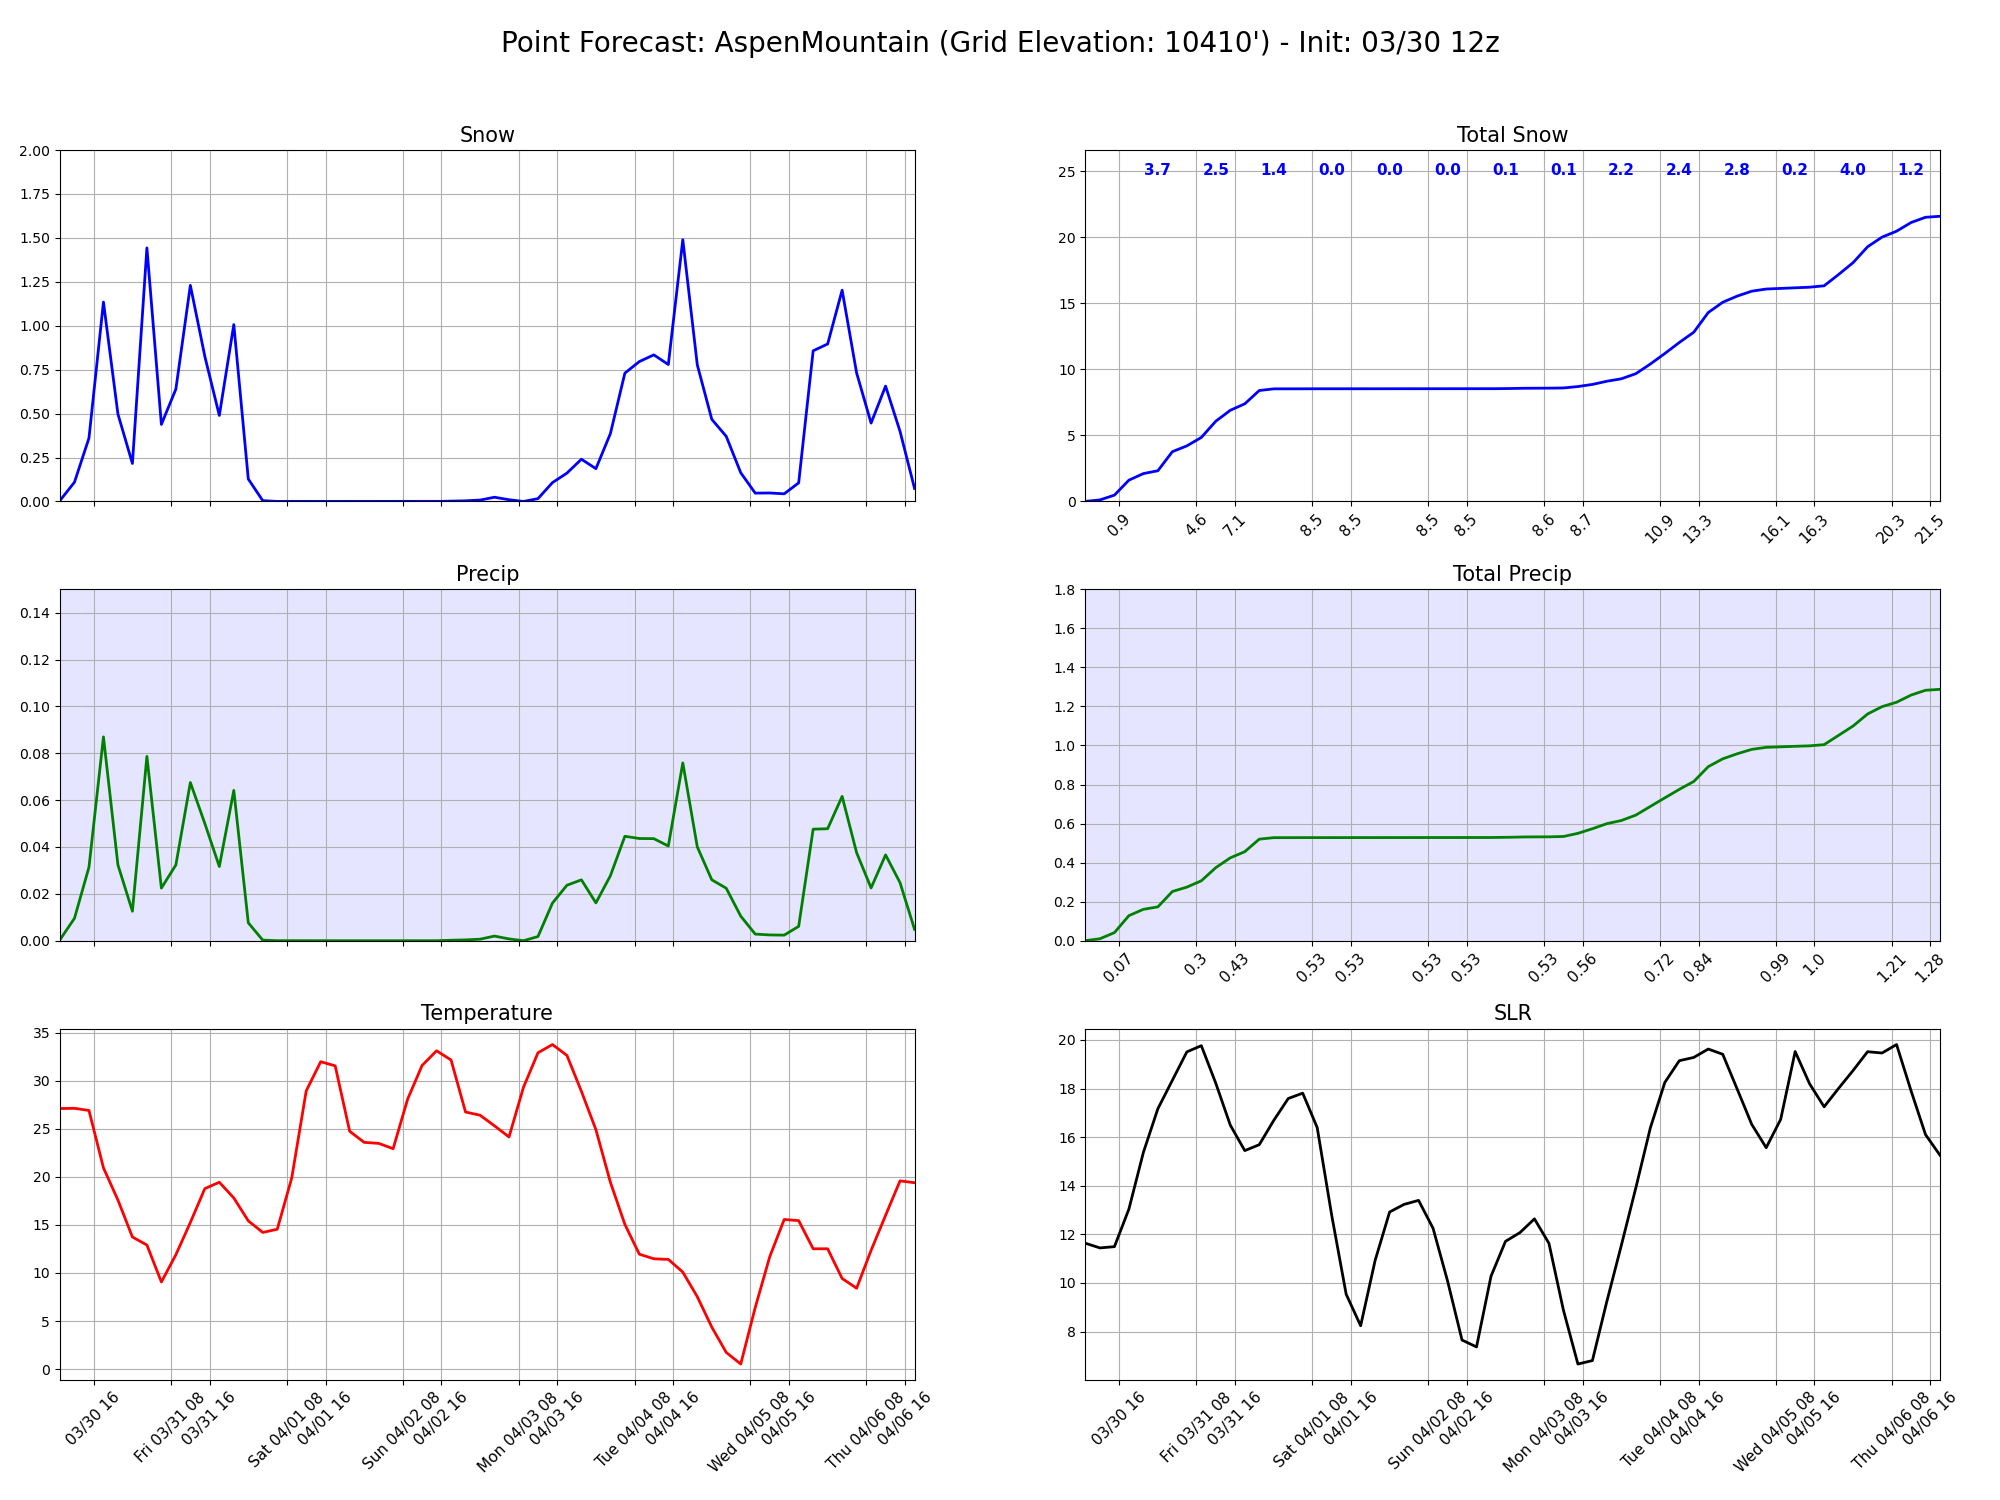 Point Forecast: AspenMountain (Grid Elevation: 10410') - Init: 03/30 12z
Snow
2.00
1.75
1.50
1.25
1.00
0.75
0.50
0.25
0.00
Total Snow
3.7 2.5 1.4 0.0 0.0 0.0 0.1 0.1 2.2 2.4 2.8 0.2 4.0 1.2
25
20
15
10
5
0
0.9 4.6 7.1 8.5 8.5 8.5 8.5 8.6 8.7 10.9 13.3 16.1 16.3 20.3 21.5
Precip
0.14
0.12
0.10
0.08
0.06
0.04
0.02
0.00
Total Precip
1.8
1.6
1.4
1.2
1.0
0.8
0.6
0.4
0.2
0.0
0.07 0.3 0.43 0.53 0.53 0.53 0.53 0.53 0.56 0.72 0.84 0.99 1.0 1.21 1.28
Temperature
35
30
25
20
15
10
5
0
03/30 16
Fri 03/31 08
03/31 16
Sat 04/01 08
04/01 16
Sun 04/02 08
04/02 16
Mon 04/03 08
04/03 16
Tue 04/04 08
04/04 16
Wed 04/05 08
04/05 16
Thu 04/06 08
04/06 16
SLR
20
18
16
14
12
10
8
03/30 16
Fri 03/31 08
03/31 16
Sat 04/01 08
04/01 16
Sun 04/02 08
04/02 16
Mon 04/03 08
04/03 16
Tue 04/04 08
04/04 16
Wed 04/05 08
04/05 16
Thu 04/06 08
04/06 16